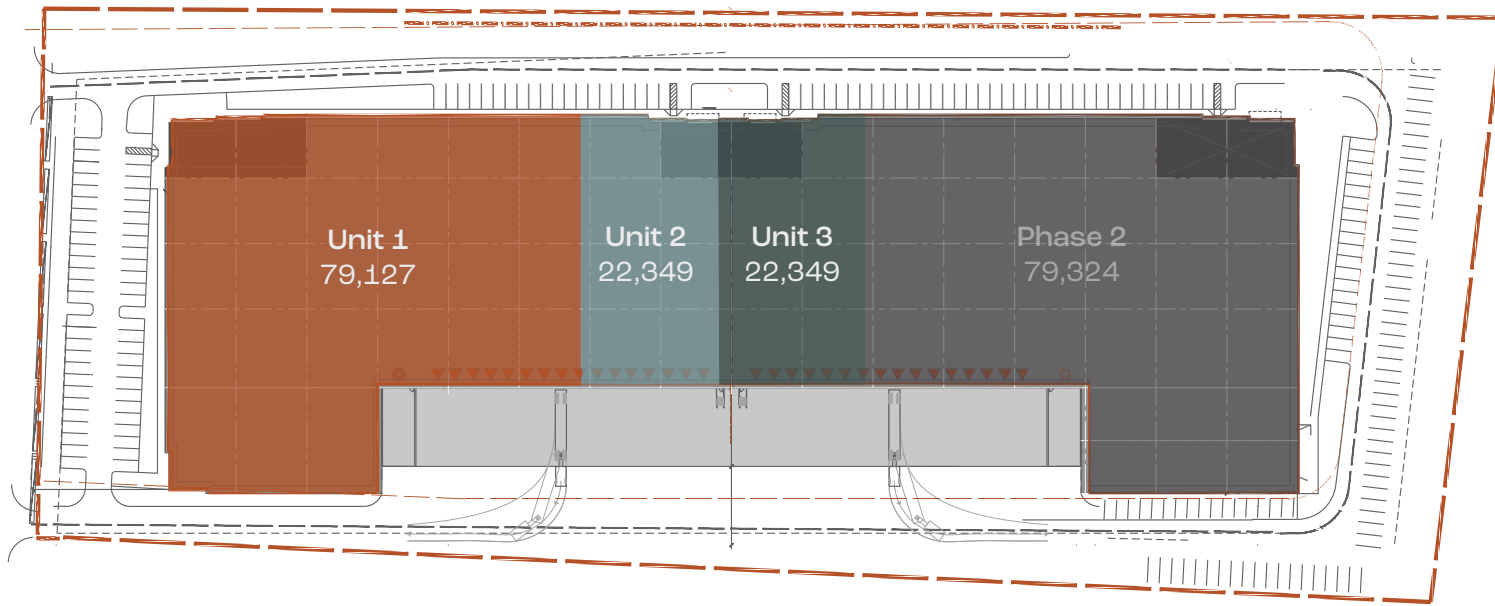 Unit 1
79,127
Unit 2
22,349
Unit 3
22,349
Phase 2
79,324